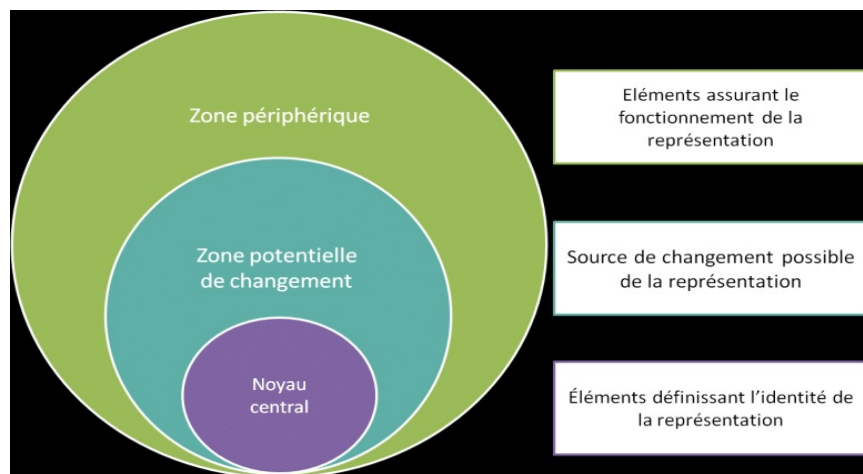 Zone périphérique
Eléments assurant le
fonctionnement de la
représentation
Zone potentielle
de changement
Source de changement possible
de la représentation
Noyau
central
Éléments définissant l’identité de
la représentation